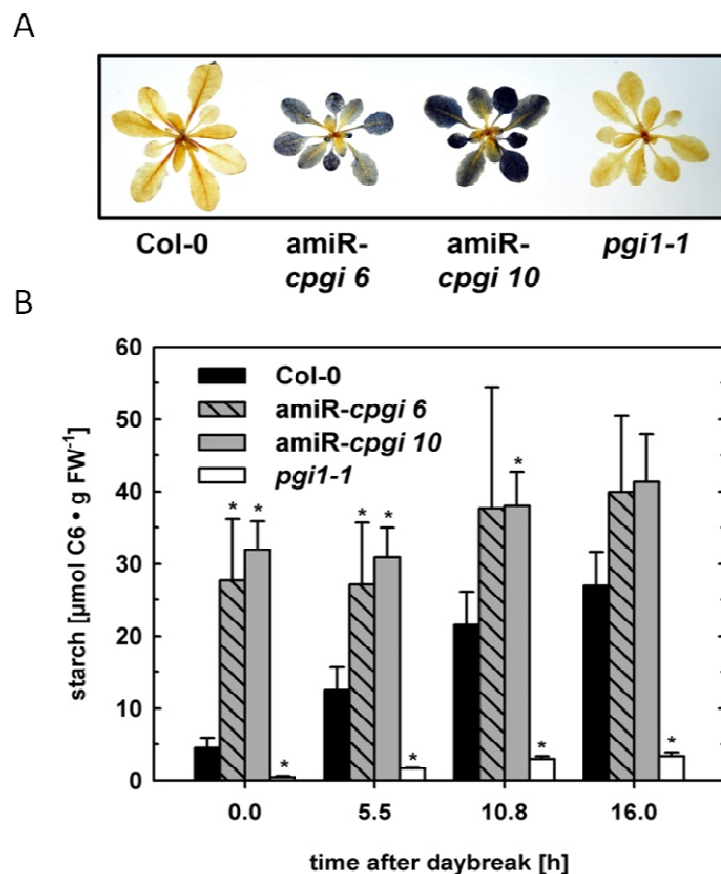 A
Col-0
amiR-
cpgi 6
amiR-
cpgi 10
pgi1-1
B
60
50
40
30
20
10
0
starch [µmol C6 • g FW⁻¹]
Col-0
amiR-cpgi 6
amiR-cpgi 10
pgi1-1
* * *
* * *
* *
*
0.0 5.5 10.8 16.0
time after daybreak [h]